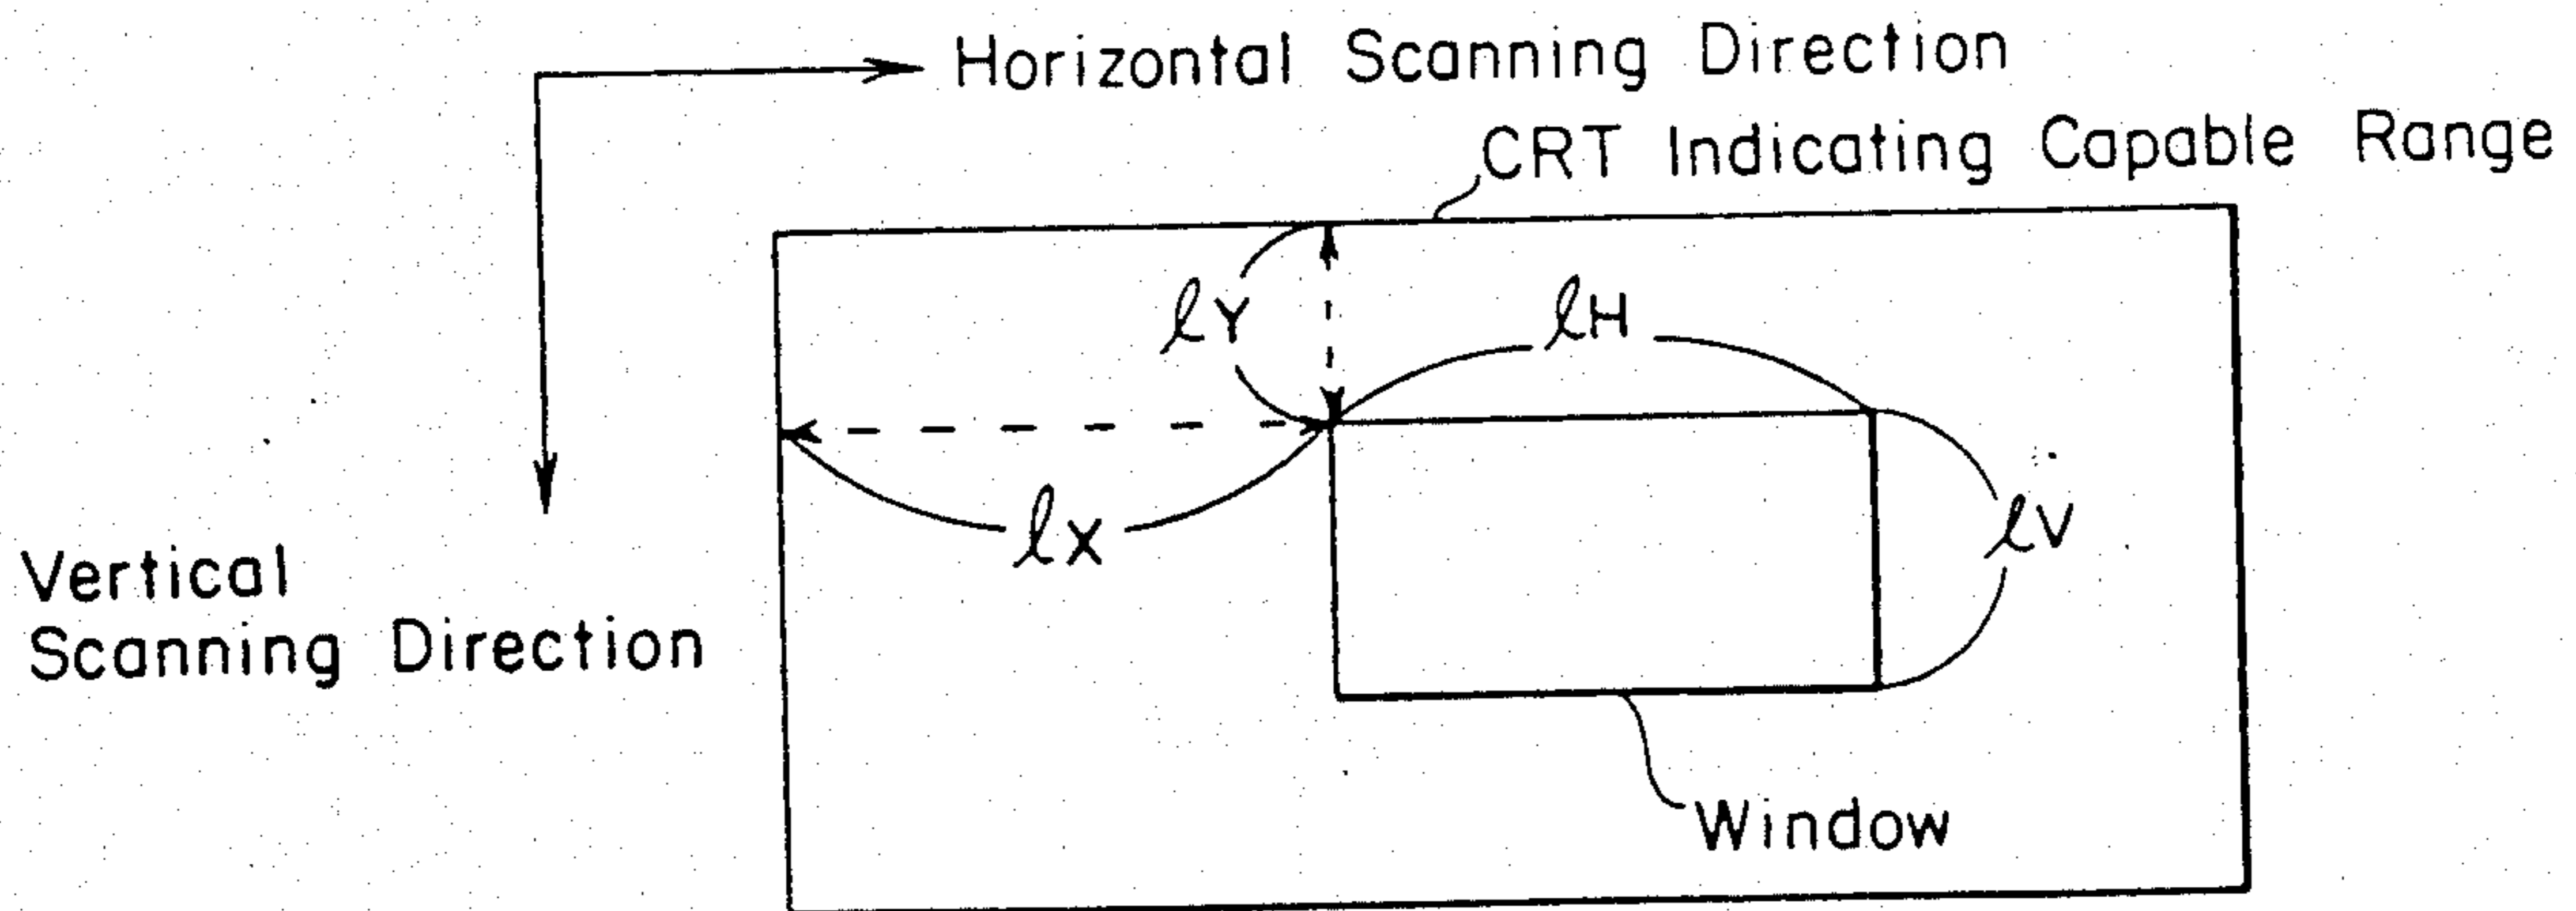 Horizontal Scanning Direction
CRT Indicating Capable Range
ℓY
ℓH
ℓX
ℓV
Vertical
Scanning Direction
Window